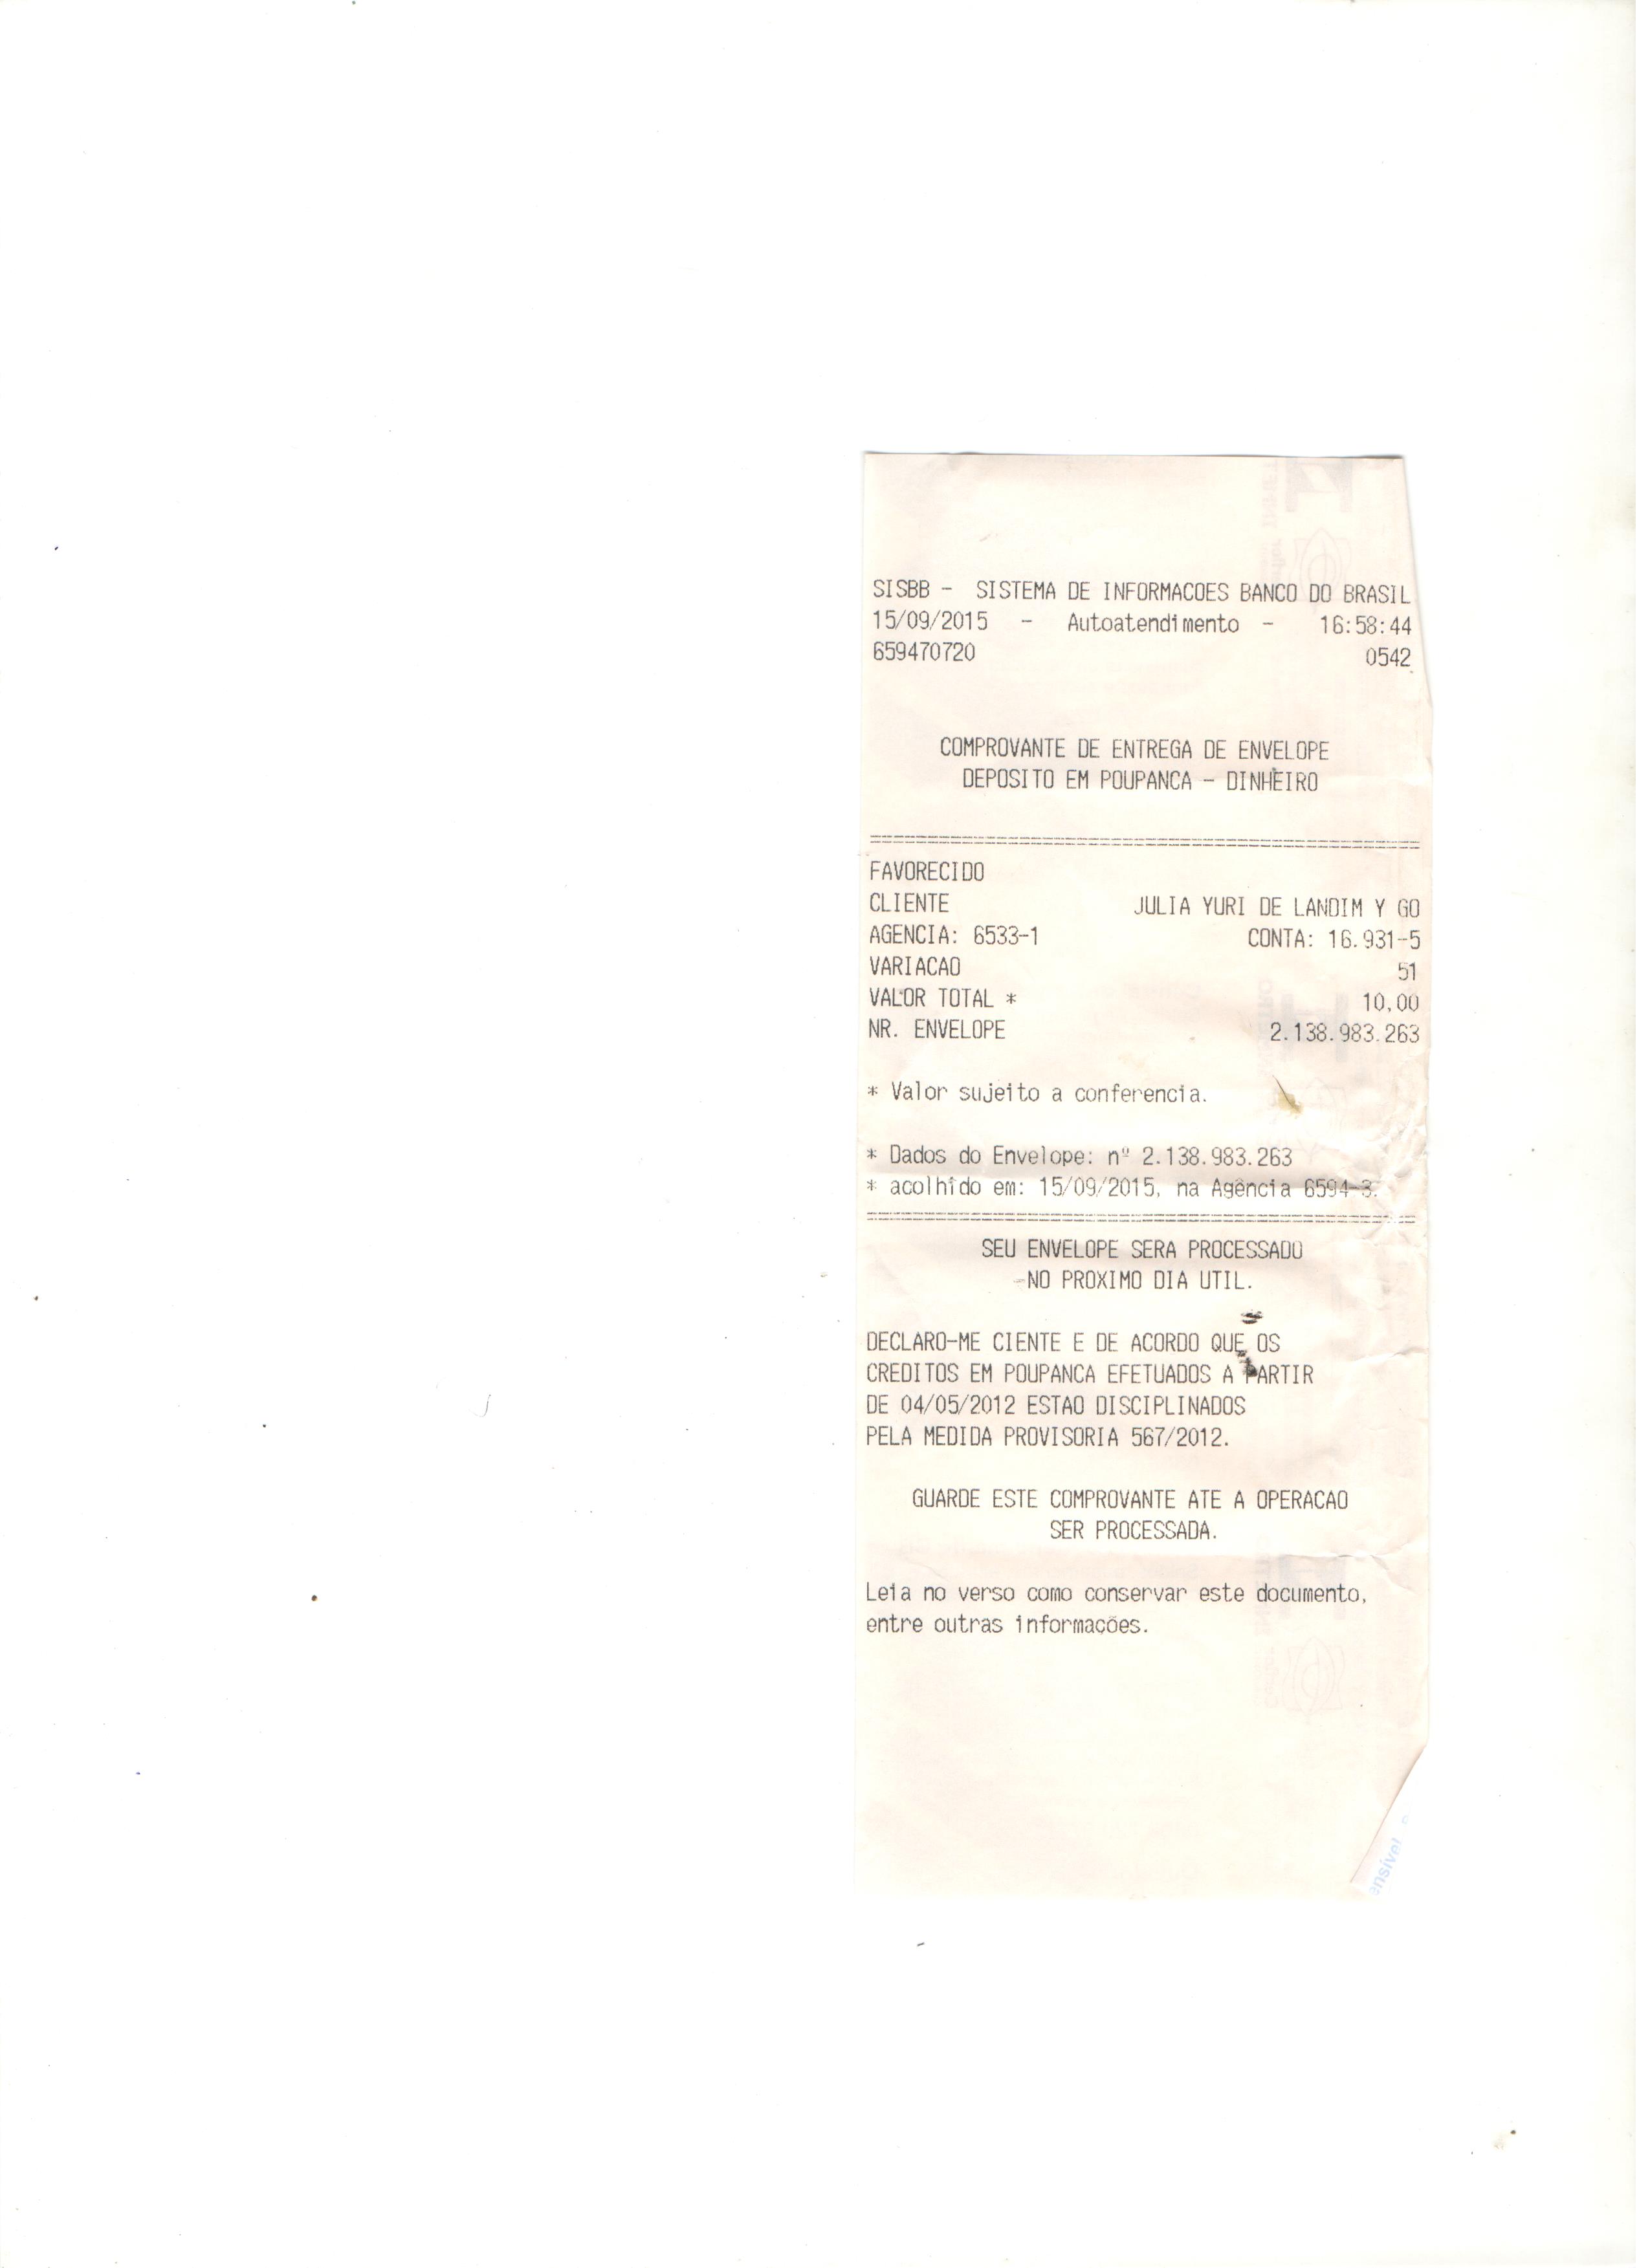 SISBB - SISTEMA DE INFORMACOES BANCO DO BRASIL
15/09/2015 - Autoatendimento - 16:58:44
659470720 0542
COMPROVANTE DE ENTREGA DE ENVELOPE
DEPOSITO EM POUPANCA - DINHEIRO
FAVORECIDO
CLIENTE JULIA YURI DE LANDIM Y GO
AGENCIA: 6533-1 CONTA: 16.931-5
VARIACAO 51
VALOR TOTAL * 10,00
NR. ENVELOPE 2.138.983.263
* Valor sujeito a conferencia.
* Dados do Envelope: nº 2.138.983.263
* acolhido em: 15/09/2015, na Agência 6594-3.
SEU ENVELOPE SERA PROCESSADO
NO PROXIMO DIA UTIL.
DECLARO-ME CIENTE E DE ACORDO QUE OS
CREDITOS EM POUPANCA EFETUADOS A PARTIR
DE 04/05/2012 ESTAO DISCIPLINADOS
PELA MEDIDA PROVISORIA 567/2012.
GUARDE ESTE COMPROVANTE ATE A OPERACAO
SER PROCESSADA.
Leia no verso como conservar este documento,
entre outras informações.